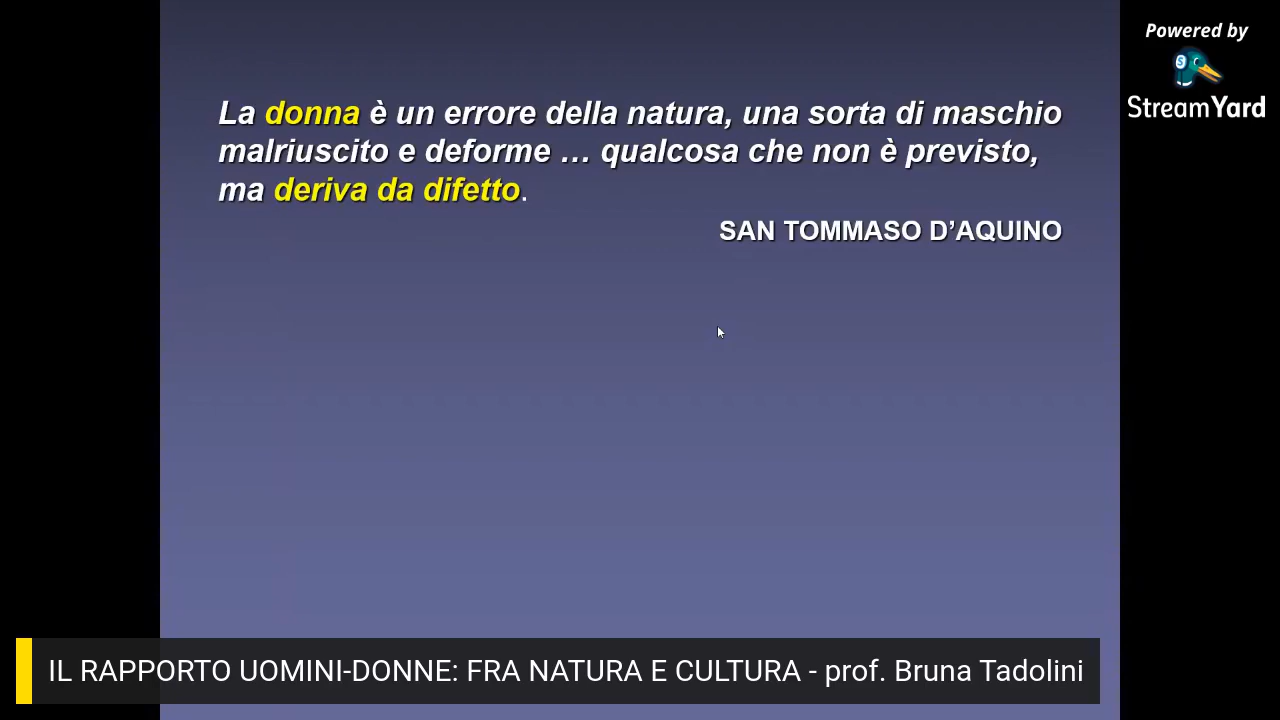 Powered by
StreamYard
La donna è un errore della natura, una sorta di maschio
malriuscito e deforme … qualcosa che non è previsto,
ma deriva da difetto.
SAN TOMMASO D’AQUINO
IL RAPPORTO UOMINI-DONNE: FRA NATURA E CULTURA - prof. Bruna Tadolini